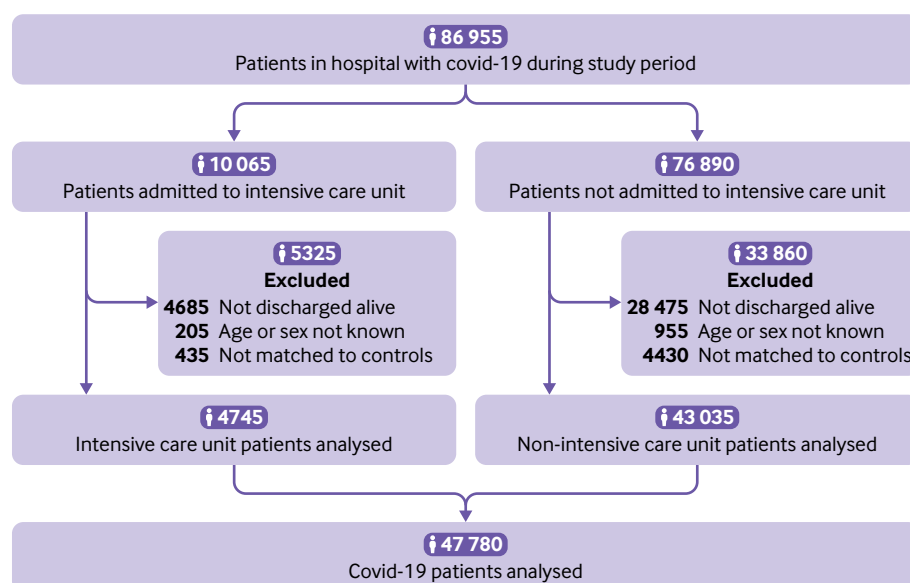 86 955
Patients in hospital with covid-19 during study period
10 065
Patients admitted to intensive care unit
76 890
Patients not admitted to intensive care unit
5325
Excluded
4685 Not discharged alive
205 Age or sex not known
435 Not matched to controls
33 860
Excluded
28 475 Not discharged alive
955 Age or sex not known
4430 Not matched to controls
4745
Intensive care unit patients analysed
43 035
Non-intensive care unit patients analysed
47 780
Covid-19 patients analysed